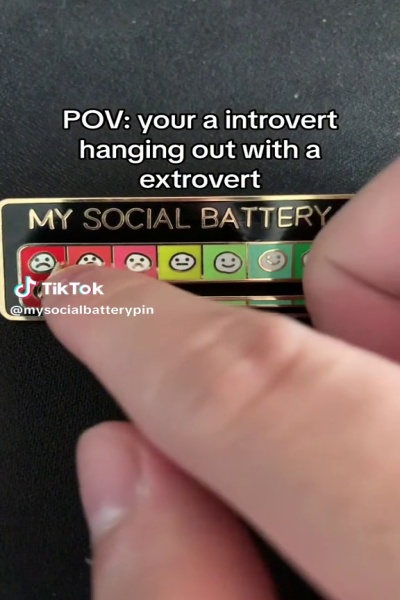 POV: your a introvert
hanging out with a
extrovert
MY SOCIAL BATTERY
TikTok
@mysocialbatterypin